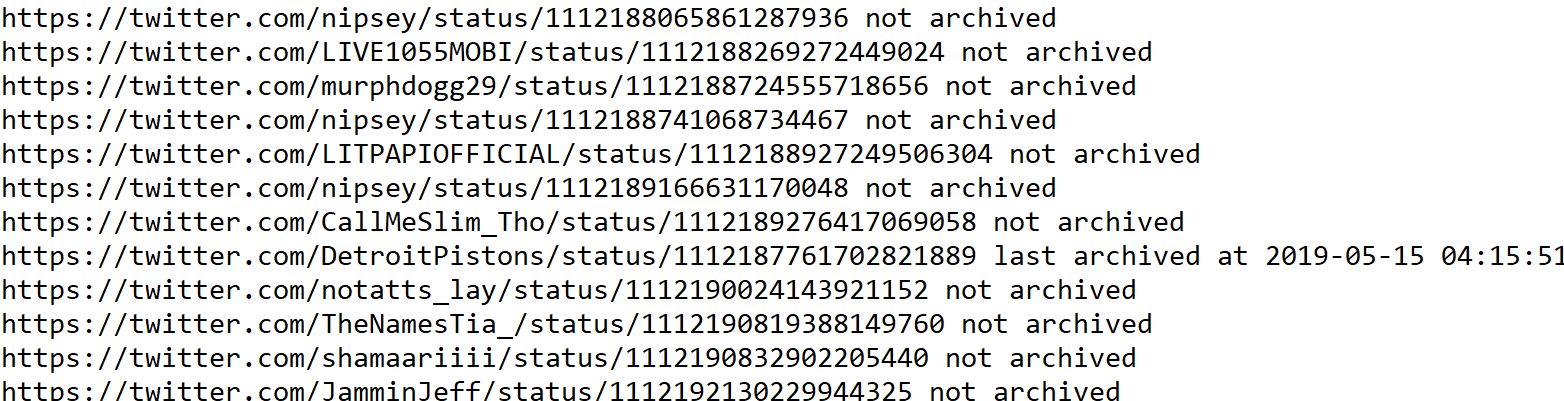 https://twitter.com/nipsey/status/1112188065861287936 not archived
https://twitter.com/LIVE1055MOBI/status/1112188269272449024 not archived
https://twitter.com/murphdogg29/status/1112188724555718656 not archived
https://twitter.com/nipsey/status/1112188741068734467 not archived
https://twitter.com/LITPAPIOFFICIAL/status/1112188927249506304 not archived
https://twitter.com/nipsey/status/1112189166631170048 not archived
https://twitter.com/CallMeSlim_Tho/status/1112189276417069058 not archived
https://twitter.com/DetroitPistons/status/1112187761702821889 last archived at 2019-05-15 04:15:51
https://twitter.com/notatts_lay/status/1112190024143921152 not archived
https://twitter.com/TheNamesTia_/status/1112190819388149760 not archived
https://twitter.com/shamaariiii/status/1112190832902205440 not archived
https://twitter.com/JamminJeff/status/1112192130229944325 not archived